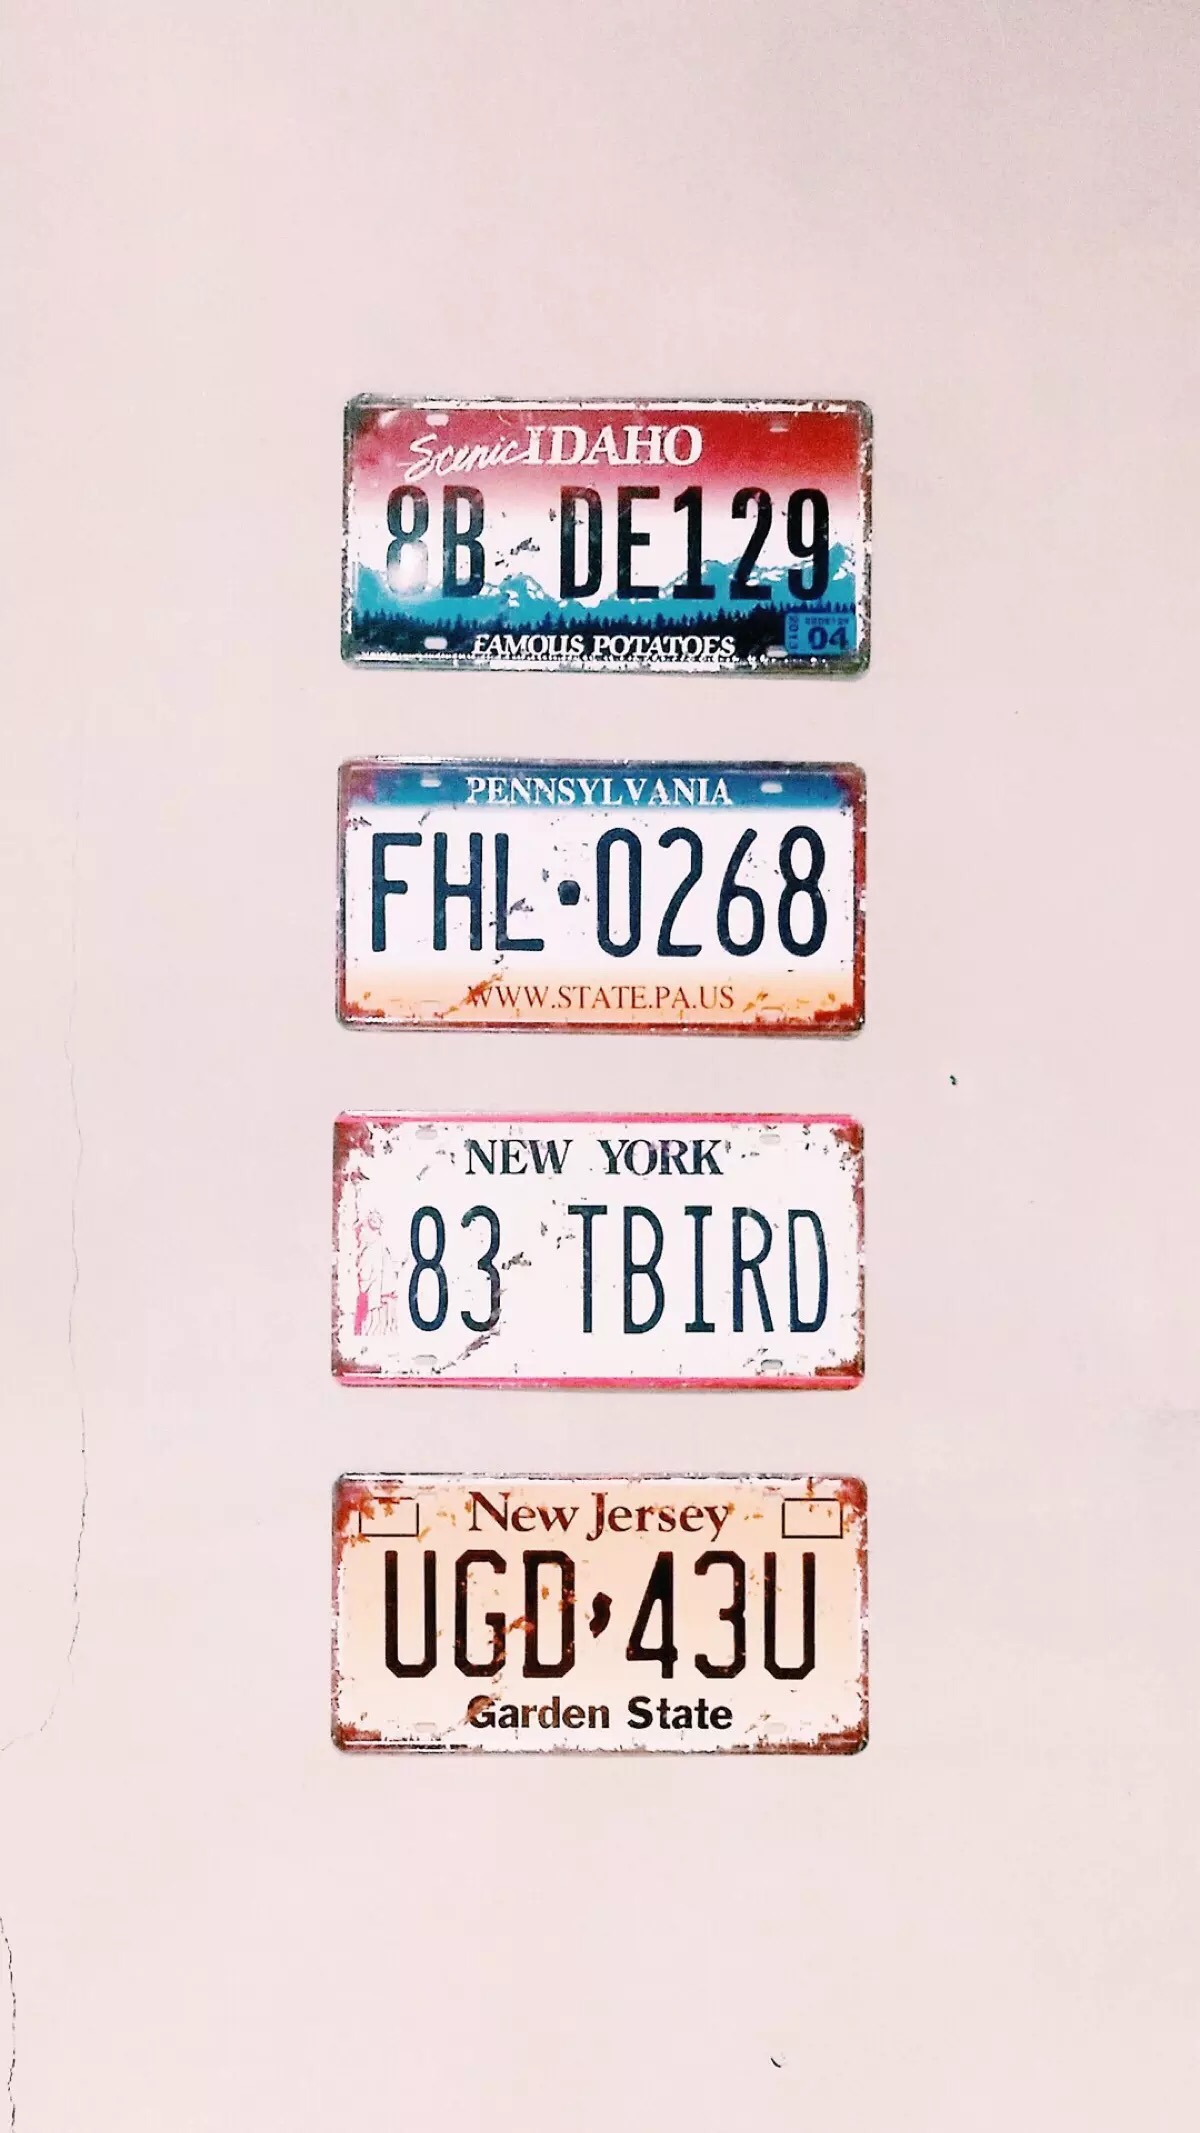 Scenic IDAHO
8B DE129
2013 04
FAMOUS POTATOES
PENNSYLVANIA
FHL·0268
WWW.STATE.PA.US
NEW YORK
83 TBIRD
New Jersey
UGD 43U
Garden State